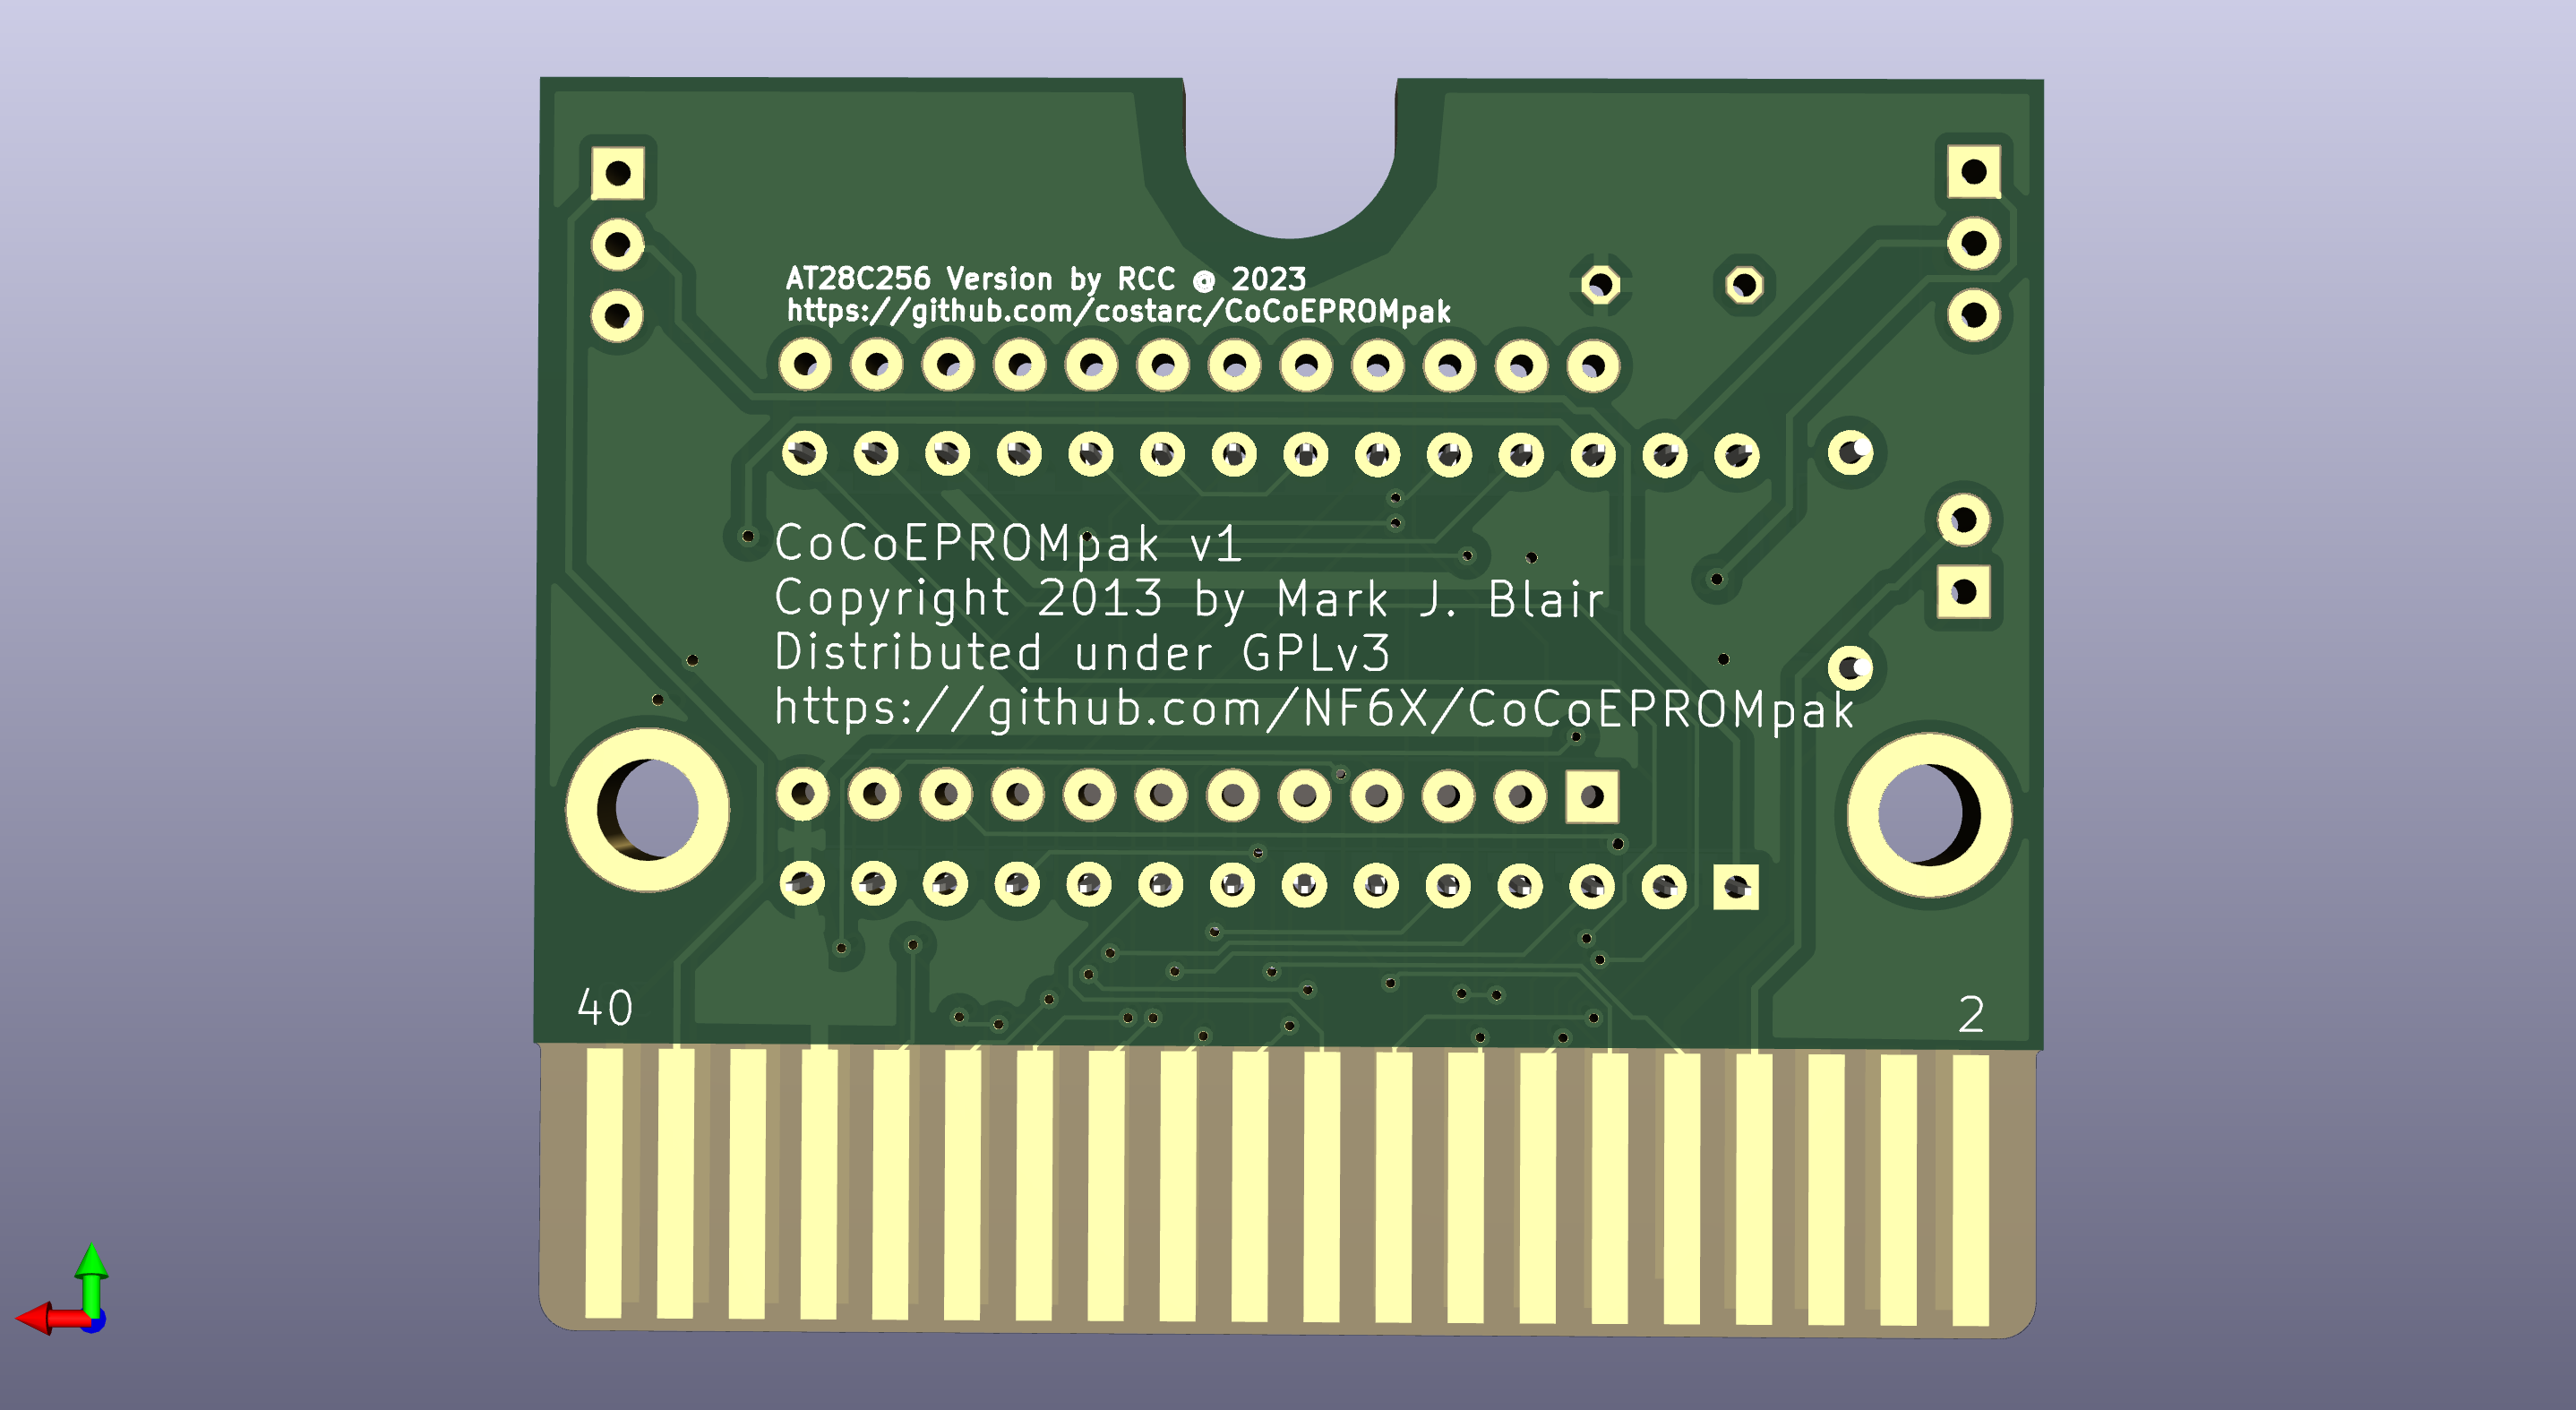 AT28C256 Version by RCC @ 2023
https://github.com/costarc/CoCoEPROMpak
CoCoEPROMpak v1
Copyright 2013 by Mark J. Blair
Distributed under GPLv3
https://github.com/NF6X/CoCoEPROMpak
40
2